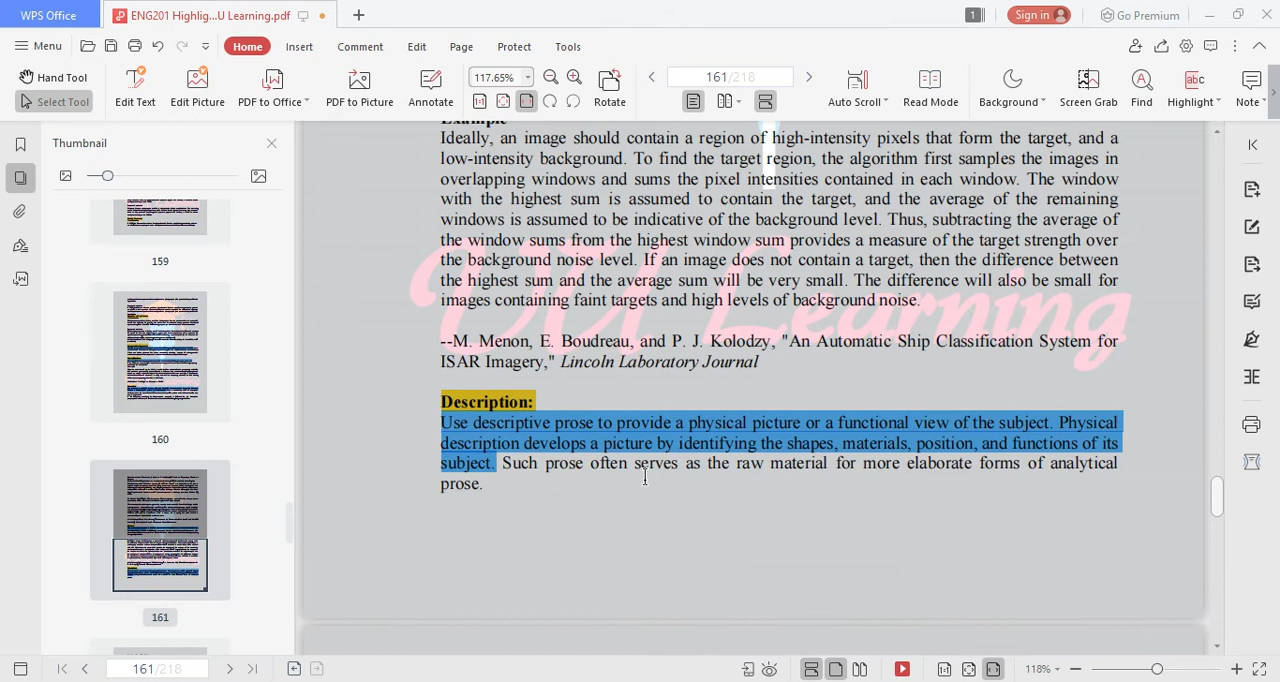 WPS Office
ENG201 Highlig...U Learning.pdf
1
Sign in
Go Premium
Menu
Home
Insert
Comment
Edit
Page
Protect
Tools
Hand Tool
Select Tool
Edit Text
Edit Picture
PDF to Office
PDF to Picture
Annotate
117.65%
Rotate
161/218
Auto Scroll
Read Mode
Background
Screen Grab
Find
Highlight
Note
Thumbnail
159
160
161
Example
Ideally, an image should contain a region of high-intensity pixels that form the target, and a
low-intensity background. To find the target region, the algorithm first samples the images in
overlapping windows and sums the pixel intensities contained in each window. The window
with the highest sum is assumed to contain the target, and the average of the remaining
windows is assumed to be indicative of the background level. Thus, subtracting the average of
the window sums from the highest window sum provides a measure of the target strength over
the background noise level. If an image does not contain a target, then the difference between
the highest sum and the average sum will be very small. The difference will also be small for
images containing faint targets and high levels of background noise.
--M. Menon, E. Boudreau, and P. J. Kolodzy, "An Automatic Ship Classification System for
ISAR Imagery," Lincoln Laboratory Journal
Description:
Use descriptive prose to provide a physical picture or a functional view of the subject. Physical
description develops a picture by identifying the shapes, materials, position, and functions of its
subject. Such prose often serves as the raw material for more elaborate forms of analytical
prose.
Learning
161/218
118%